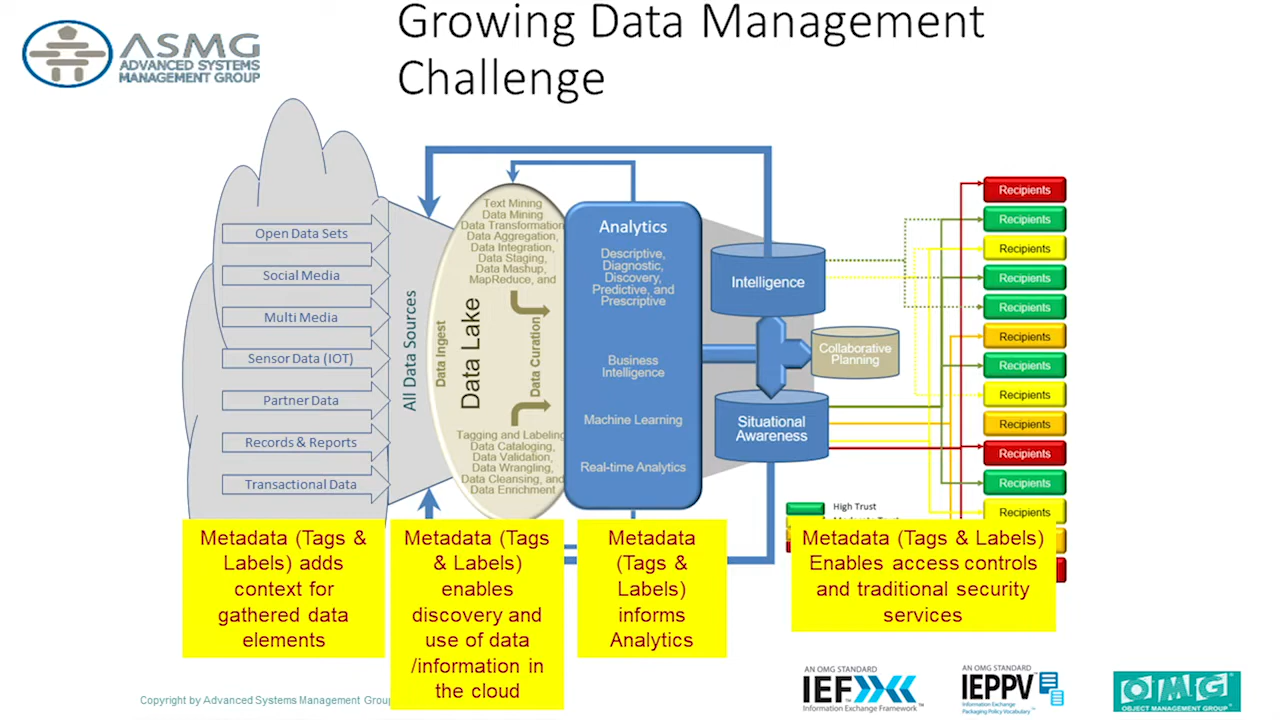 Growing Data Management
Challenge
ASMG
ADVANCED SYSTEMS
MANAGEMENT GROUP
Open Data Sets
Social Media
Multi Media
Sensor Data (IOT)
Partner Data
Records & Reports
Transactional Data
All Data Sources
Data Ingest
Data Lake
Data Curation
Text Mining
Data Mining
Data Transformation
Data Aggregation,
Data Integration,
Data Staging,
Data Mashup,
MapReduce, and
Tagging and Labeling
Data Cataloging,
Data Validation,
Data Wrangling,
Data Cleansing, and
Data Enrichment
Analytics
Descriptive,
Diagnostic,
Discovery,
Predictive, and
Prescriptive
Business
Intelligence
Machine Learning
Real-time Analytics
Intelligence
Collaborative
Planning
Situational
Awareness
Recipients
Recipients
Recipients
Recipients
Recipients
Recipients
Recipients
Recipients
Recipients
Recipients
Recipients
Recipients
High Trust
Metadata (Tags &
Labels) adds
context for
gathered data
elements
Metadata (Tags
& Labels)
enables
discovery and
use of data
/information in
the cloud
Metadata
(Tags &
Labels)
informs
Analytics
Metadata (Tags & Labels)
Enables access controls
and traditional security
services
Copyright by Advanced Systems Management Group
AN OMG STANDARD
IEF
Information Exchange Framework™
AN OMG STANDARD
IEPPV
Information Exchange
Packaging Policy Vocabulary™
OMG
OBJECT MANAGEMENT GROUP